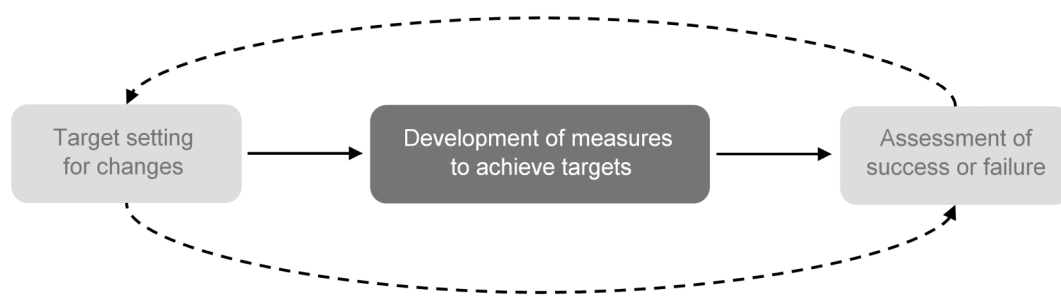 Target setting
for changes
Development of measures
to achieve targets
Assessment of
success or failure